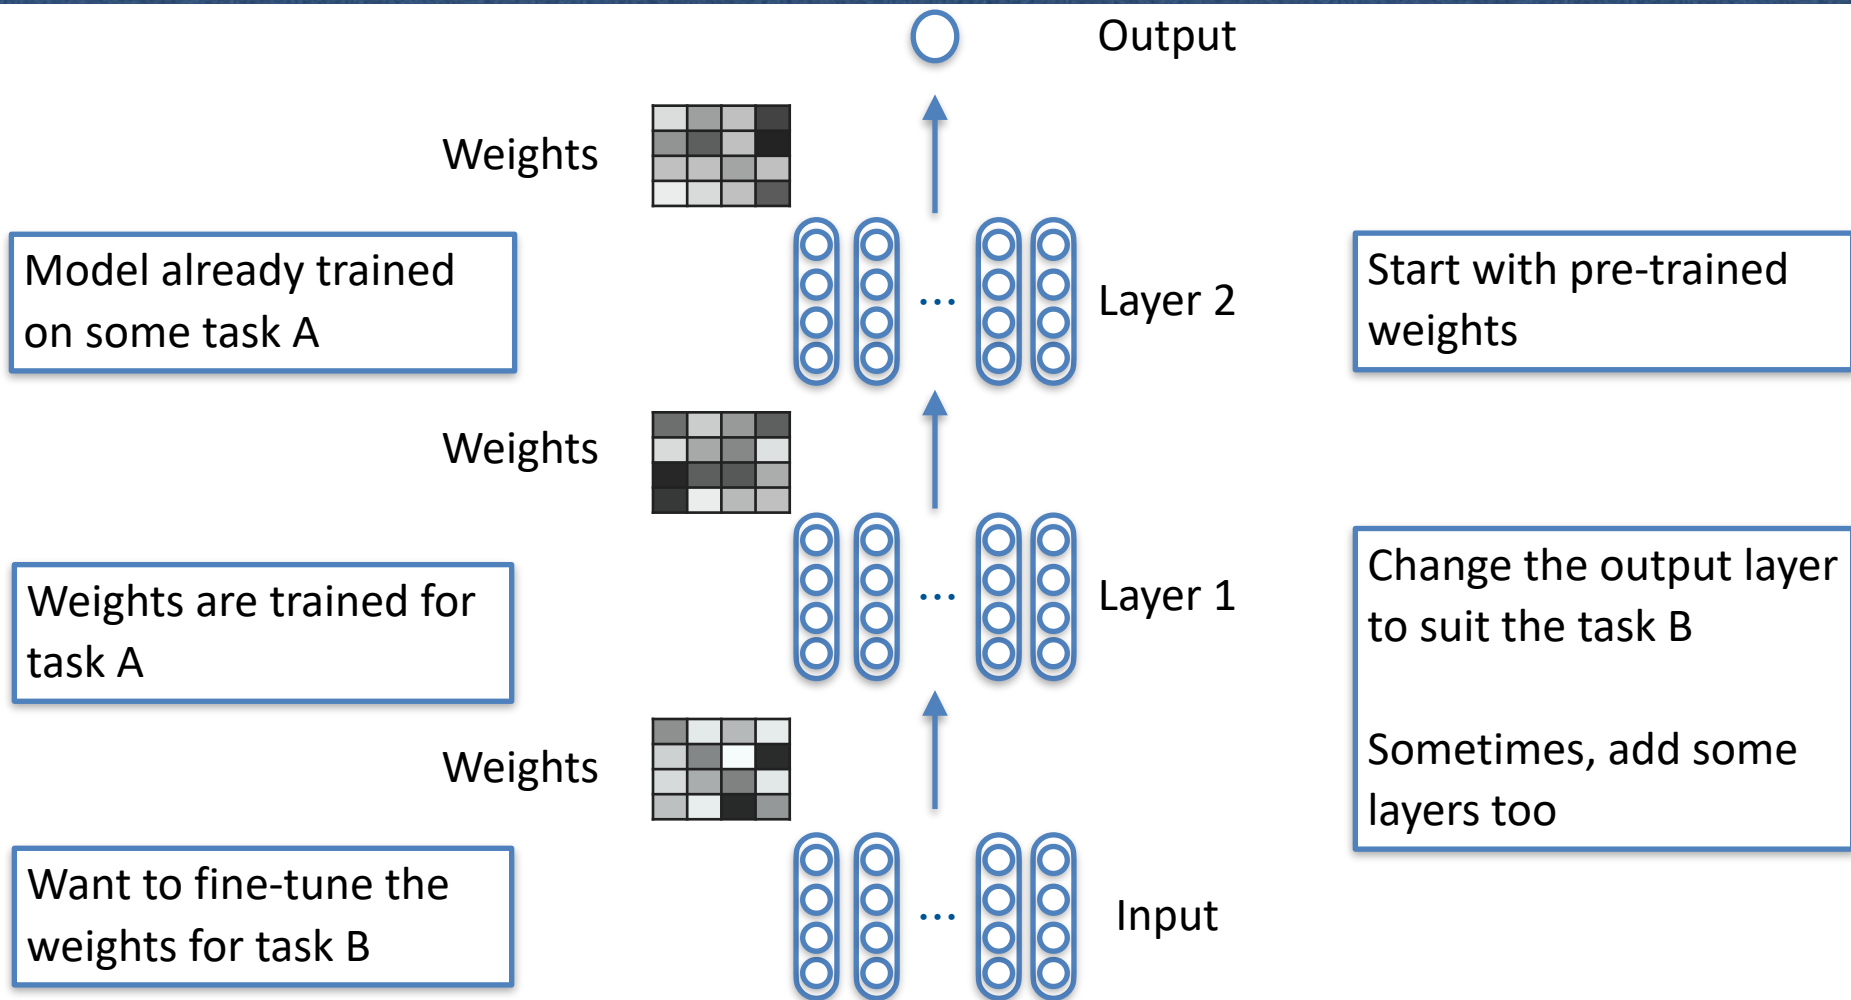 Output
Weights
Model already trained
on some task A
...
Layer 2
Start with pre-trained
weights
Weights
Weights are trained for
task A
...
Layer 1
Change the output layer
to suit the task B
Sometimes, add some
layers too
Weights
Want to fine-tune the
weights for task B
...
Input